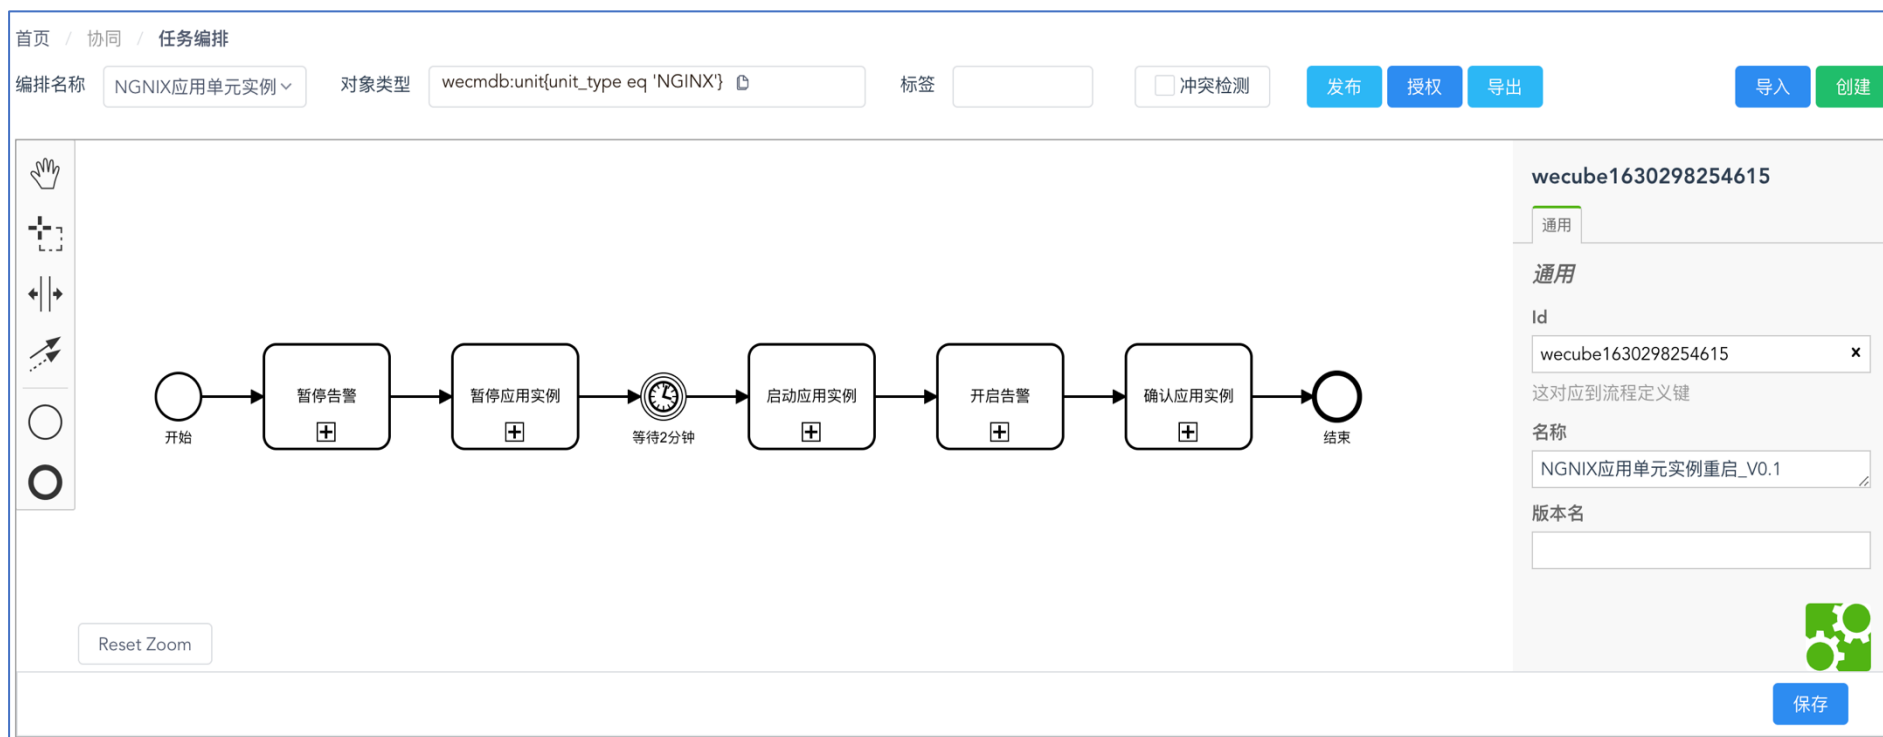 首页 / 协同 / 任务编排
编排名称 NGNIX应用单元实例 对象类型 wecmdb:unit{unit_type eq 'NGINX'} 标签 冲突检测 发布 授权 导出 导入 创建
wecube1630298254615
通用
通用
Id
wecube1630298254615
这对应到流程定义键
名称
NGNIX应用单元实例重启_V0.1
版本名
暂停告警 暂停应用实例 启动应用实例 开启告警 确认应用实例
开始 等待2分钟 结束
Reset Zoom
保存